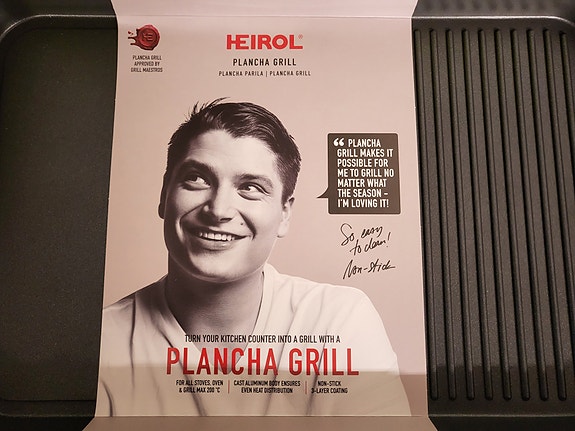 HEIROL®
PLANCHA GRILL
APPROVED BY
GRILL MAESTROS
PLANCHA GRILL
PLANCHA PARILA | PLANCHA GRILL
“ PLANCHA
GRILL MAKES IT
POSSIBLE FOR
ME TO GRILL NO
MATTER WHAT
THE SEASON –
I'M LOVING IT!
So easy
to clean!
Non-stick
TURN YOUR KITCHEN COUNTER INTO A GRILL WITH A
PLANCHA GRILL
FOR ALL STOVES, OVEN
& GRILL MAX 200 °C
CAST ALUMINUM BODY ENSURES
EVEN HEAT DISTRIBUTION
NON-STICK
3-LAYER COATING